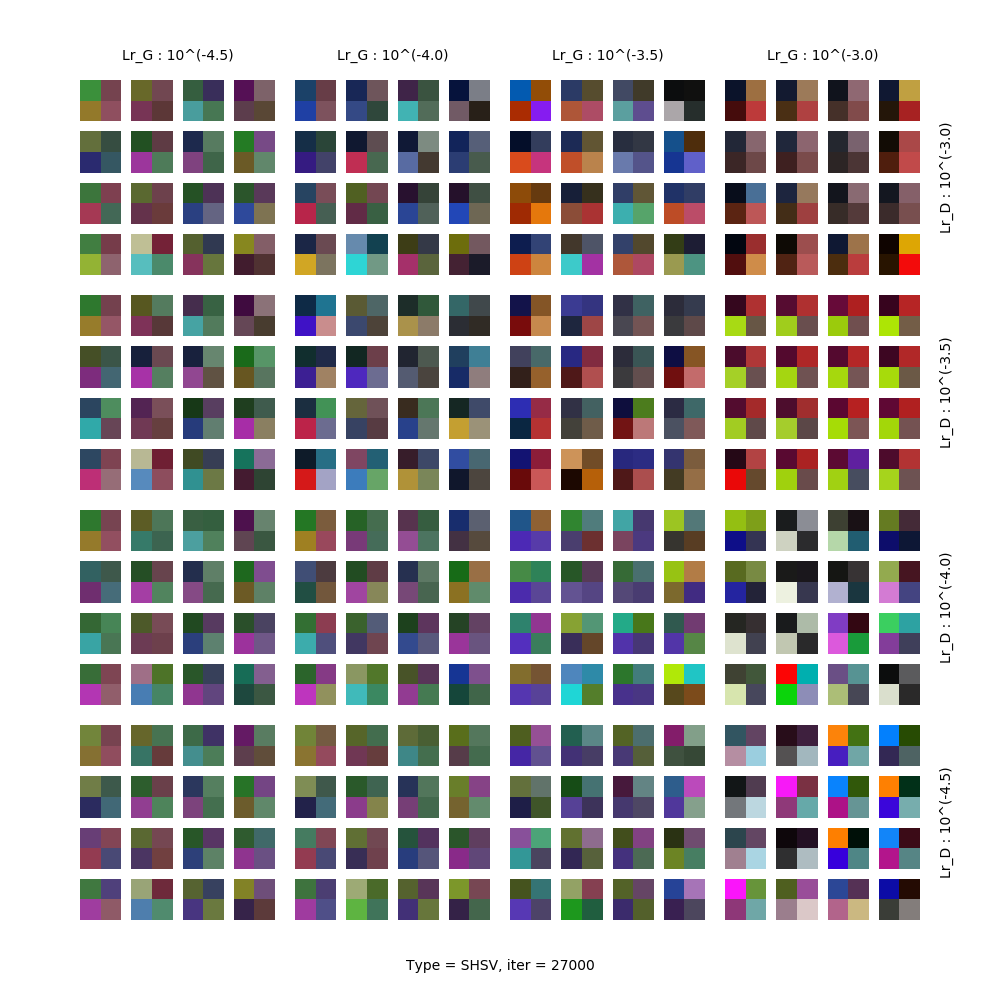 Lr_G : 10^(-4.5)
Lr_G : 10^(-4.0)
Lr_G : 10^(-3.5)
Lr_G : 10^(-3.0)
Lr_D : 10^(-3.0)
Lr_D : 10^(-3.5)
Lr_D : 10^(-4.0)
Lr_D : 10^(-4.5)
Type = SHSV, iter = 27000